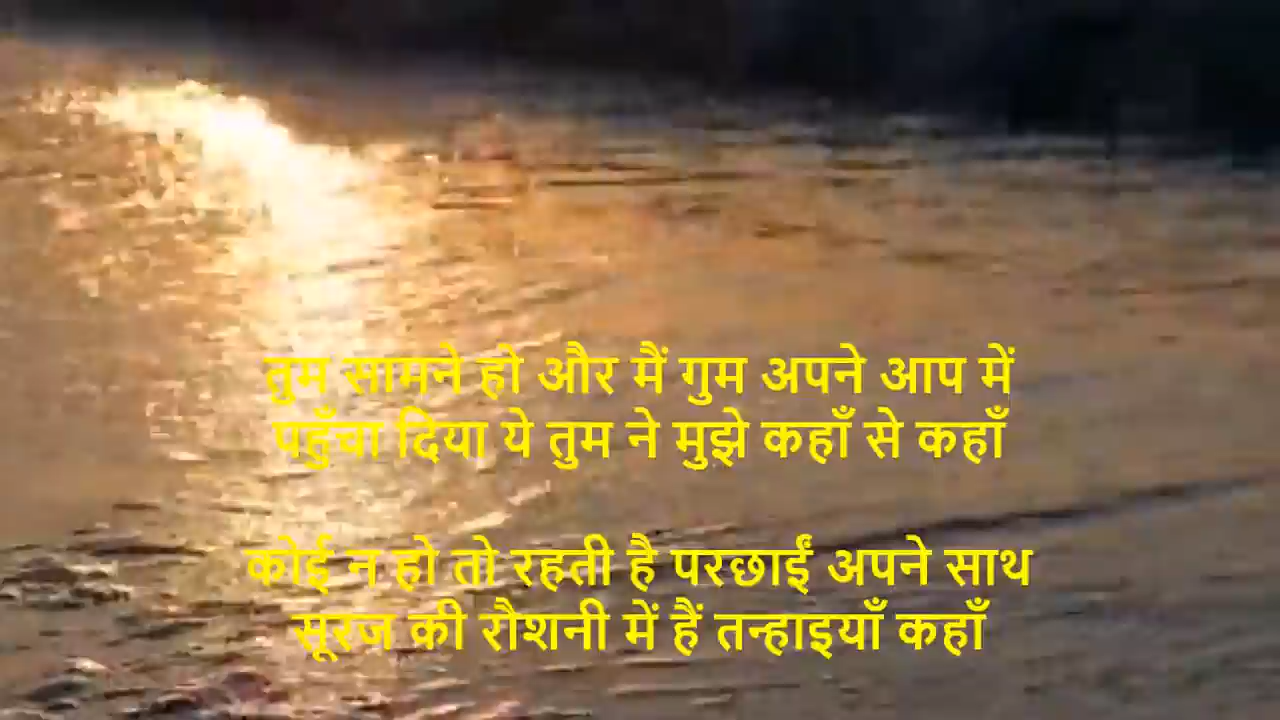 तुम सामने हो और मैं गुम अपने आप में
पहुँचा दिया ये तुम ने मुझे कहाँ से कहाँ
कोई न हो तो रहती है परछाईं अपने साथ
सूरज की रौशनी में हैं तन्हाइयाँ कहाँ